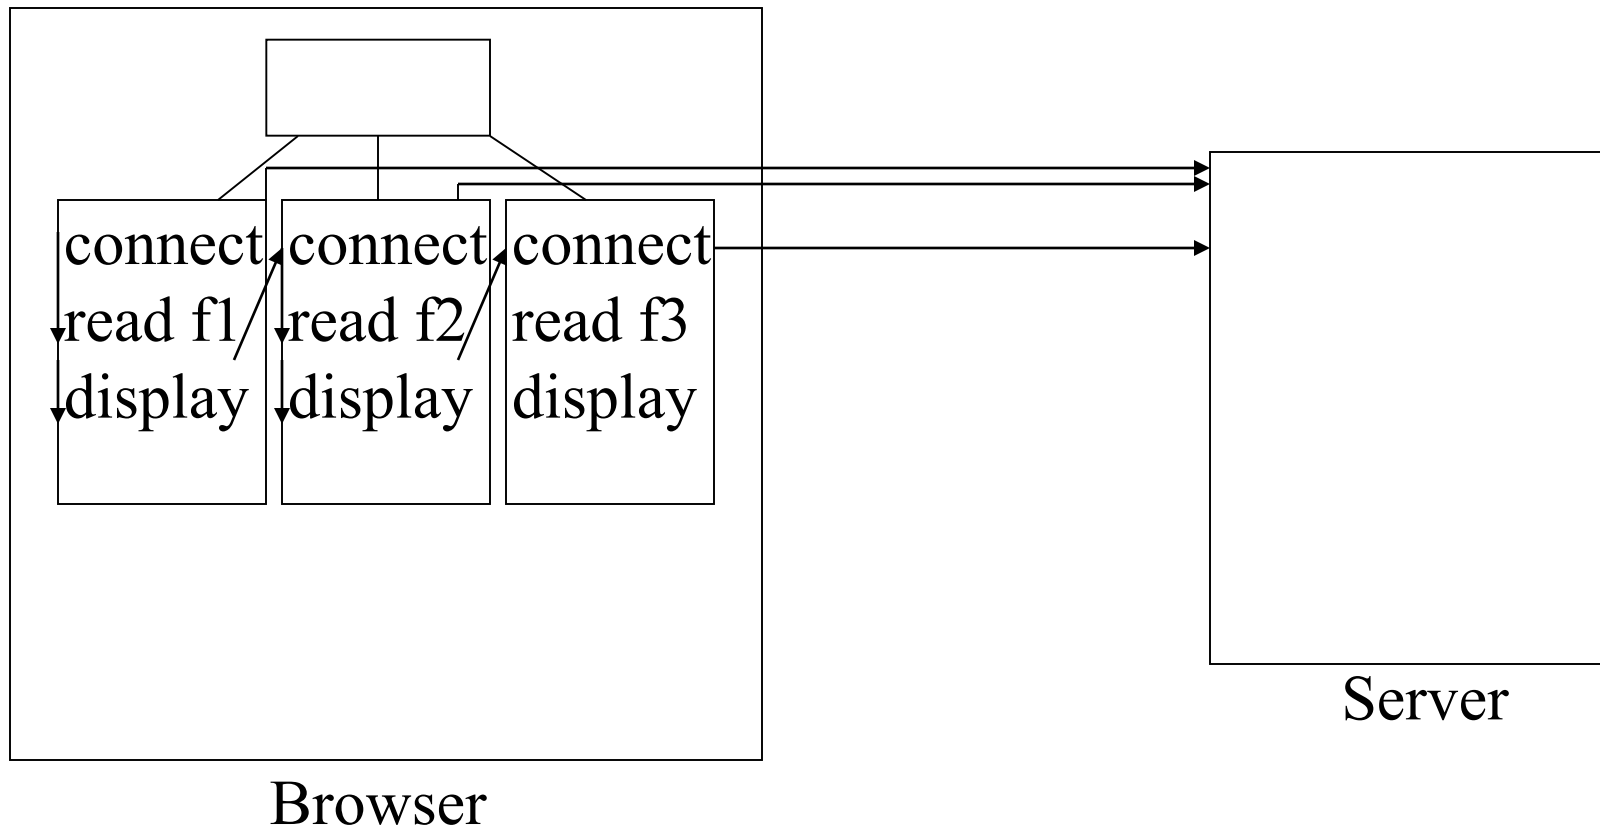 connect
read f1
display
connect
read f2
display
connect
read f3
display
Server
Browser